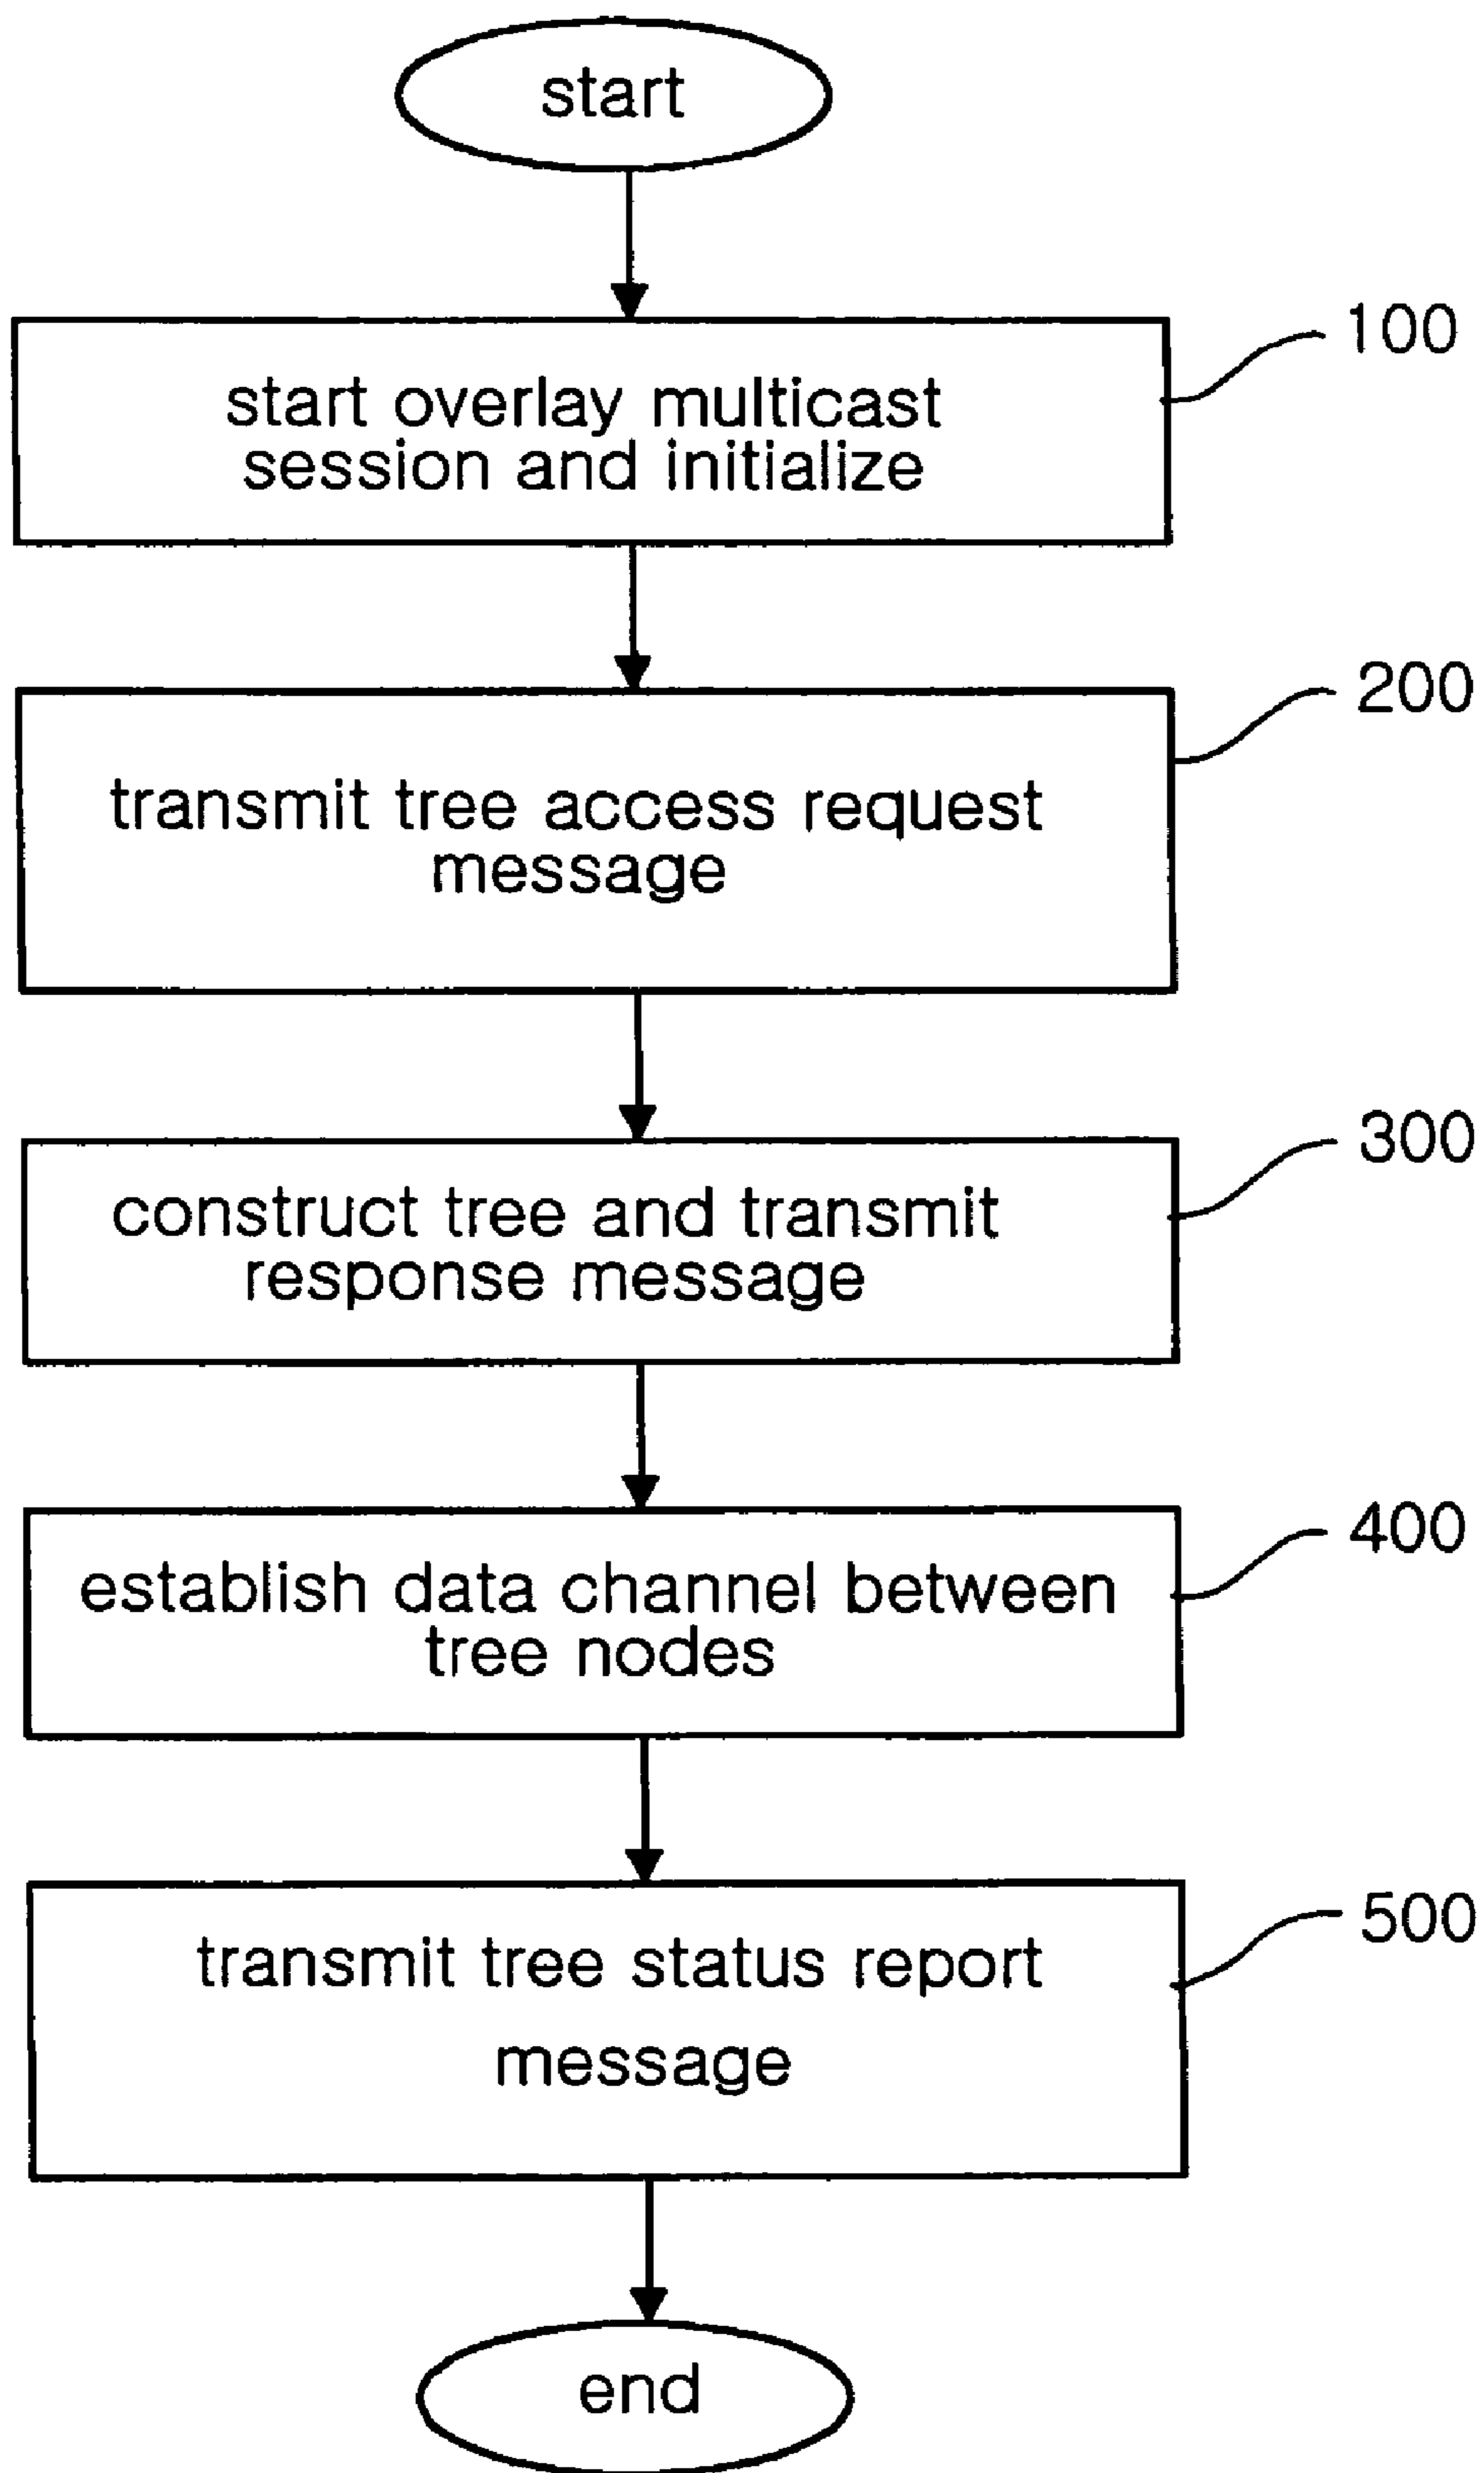 start
100
start overlay multicast
session and initialize
200
transmit tree access request
message
300
construct tree and transmit
response message
400
establish data channel between
tree nodes
500
transmit tree status report
message
end